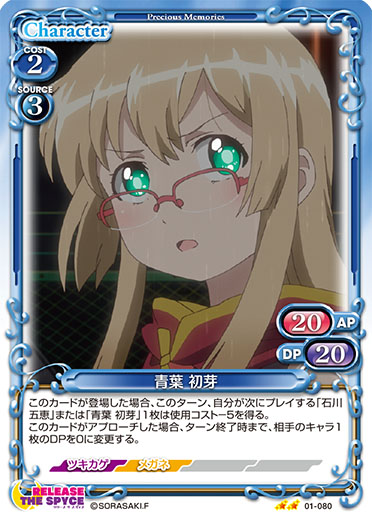 Precious Memories
Character
COST
2
SOURCE
3
20 AP
DP 20
青葉 初芽
このカードが登場した場合、このターン、自分が次にプレイする「石川
五恵」または「青葉 初芽」1枚は使用コスト−5を得る。
このカードがアプローチした場合、ターン終了時まで、相手のキャラ1
枚のDPを0に変更する。
ツキカゲ メガネ
RELEASE
THE SPYCE
©SORASAKI.F
01-080